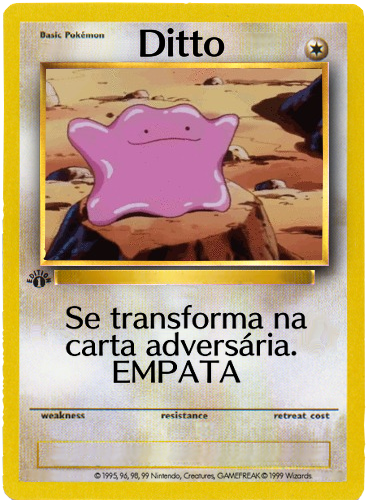 Basic Pokémon
Ditto
EDITION
1
Se transforma na
carta adversária.
EMPATA
weakness resistance retreat cost
© 1995, 96, 98, 99 Nintendo, Creatures, GAMEFREAK © 1999 Wizards